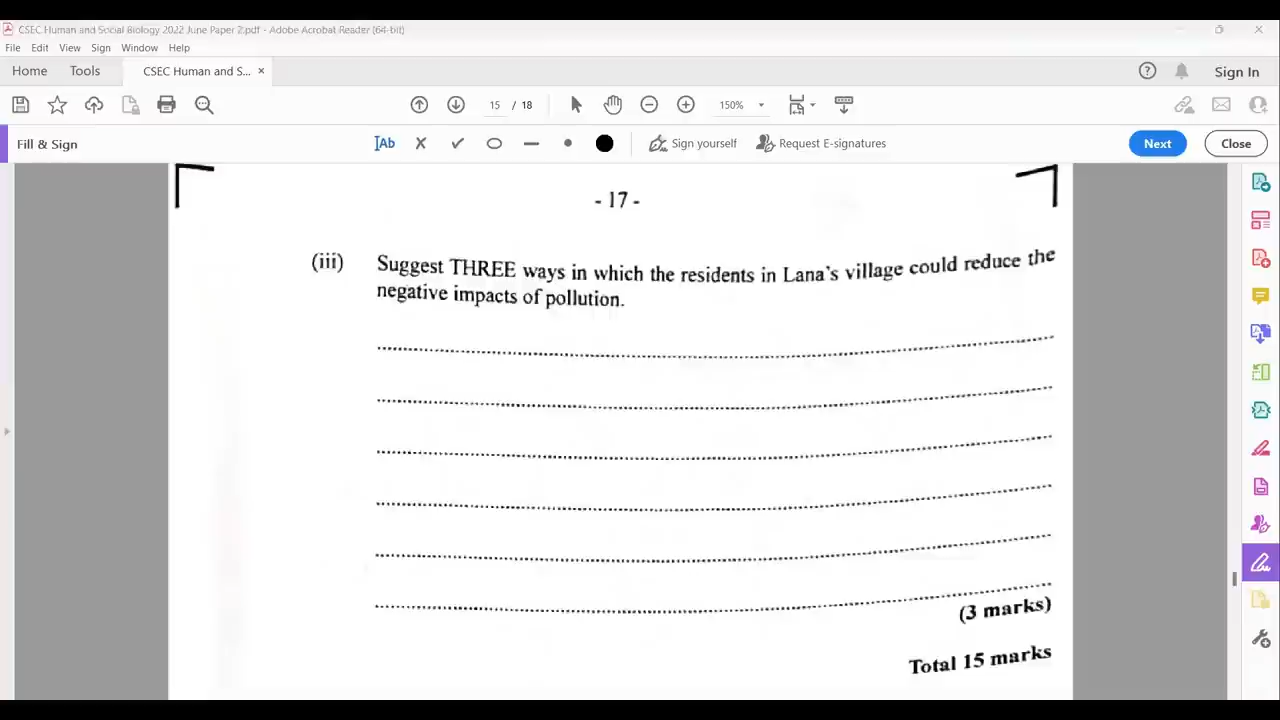 CSEC Human and Social Biology 2022 June Paper 2.pdf - Adobe Acrobat Reader (64-bit)
File Edit View Sign Window Help
Home Tools CSEC Human and S... × Sign In
15 / 18 150%
Fill & Sign Ab Sign yourself Request E-signatures Next Close
- 17 -
(iii) Suggest THREE ways in which the residents in Lana's village could reduce the
negative impacts of pollution.
(3 marks)
Total 15 marks